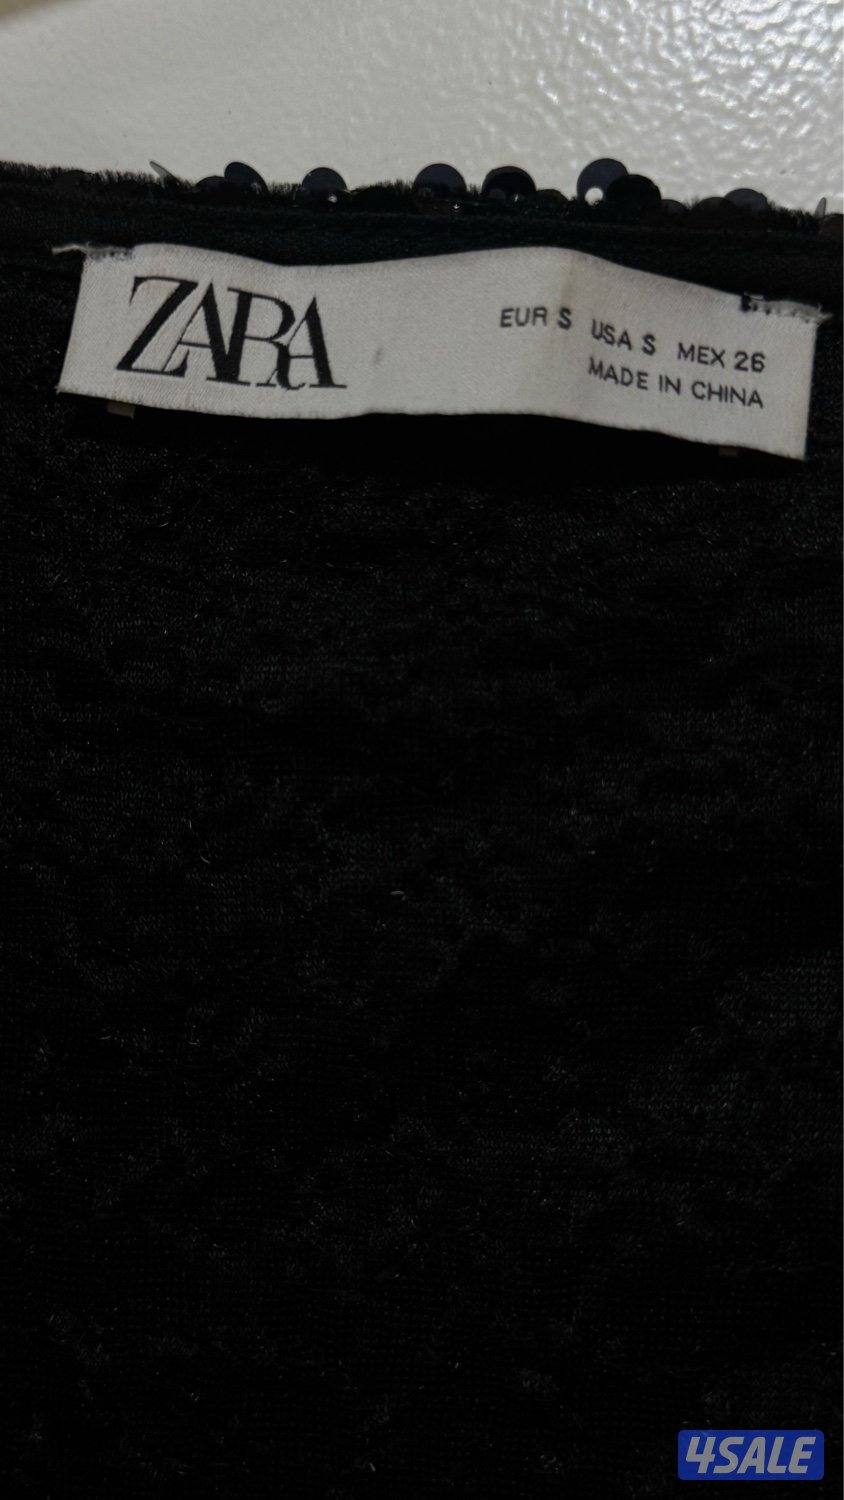 ZARA
EUR S USA S MEX 26
MADE IN CHINA
4SALE